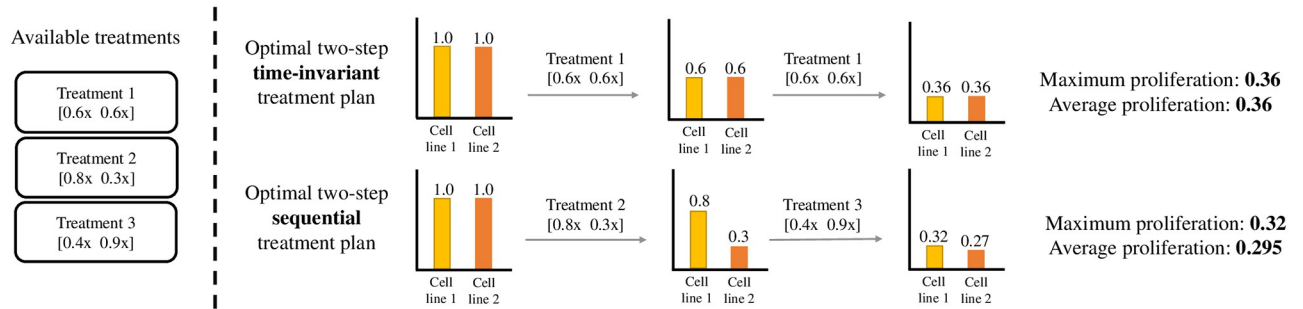 Available treatments
Treatment 1
[0.6x 0.6x]
Treatment 2
[0.8x 0.3x]
Treatment 3
[0.4x 0.9x]
Optimal two-step
time-invariant
treatment plan
1.0 1.0
Cell line 1
Cell line 2
Treatment 1
[0.6x 0.6x]
0.6 0.6
Cell line 1
Cell line 2
Treatment 1
[0.6x 0.6x]
0.36 0.36
Cell line 1
Cell line 2
Maximum proliferation: 0.36
Average proliferation: 0.36
Optimal two-step
sequential
treatment plan
1.0 1.0
Cell line 1
Cell line 2
Treatment 2
[0.8x 0.3x]
0.8
0.3
Cell line 1
Cell line 2
Treatment 3
[0.4x 0.9x]
0.32 0.27
Cell line 1
Cell line 2
Maximum proliferation: 0.32
Average proliferation: 0.295